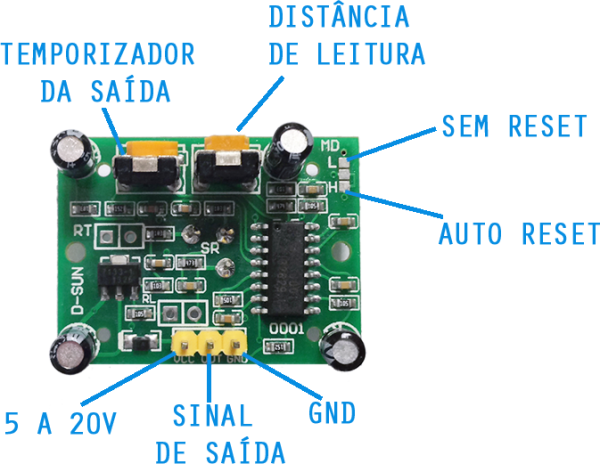 DISTÂNCIA
DE LEITURA
TEMPORIZADOR
DA SAÍDA
SEM RESET
AUTO RESET
MD
L
H
RT
SR
D-SUN
RL
0001
VCC OUT GND
5 A 20V
SINAL
DE SAÍDA
GND